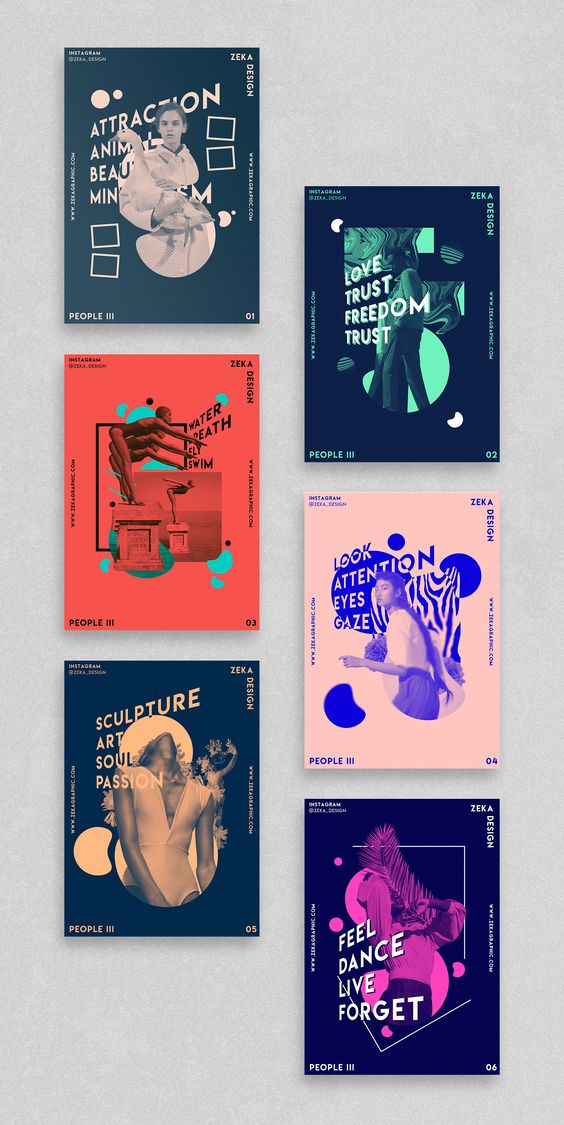 INSTAGRAM
@ZEKA_DESIGN
ZEKA
DESIGN
ATTRACTION
ANIMAL
WWW.ZEKAGRAPHIC.COM
WWW.ZEKAGRAPHIC.COM
PEOPLE III
01
INSTAGRAM
@ZEKA_DESIGN
ZEKA
DESIGN
LOVE
TRUST
FREEDOM
TRUST
WWW.ZEKAGRAPHIC.COM
WWW.ZEKAGRAPHIC.COM
PEOPLE III
02
INSTAGRAM
@ZEKA_DESIGN
ZEKA
DESIGN
WATER
BREATH
FLY
SWIM
WWW.ZEKAGRAPHIC.COM
WWW.ZEKAGRAPHIC.COM
PEOPLE III
03
INSTAGRAM
@ZEKA_DESIGN
ZEKA
DESIGN
LOOK
ATTENTION
EYES
GAZE
WWW.ZEKAGRAPHIC.COM
WWW.ZEKAGRAPHIC.COM
PEOPLE III
04
INSTAGRAM
@ZEKA_DESIGN
ZEKA
DESIGN
SCULPTURE
ART
SOUL
PASSION
WWW.ZEKAGRAPHIC.COM
WWW.ZEKAGRAPHIC.COM
PEOPLE III
05
INSTAGRAM
@ZEKA_DESIGN
ZEKA
DESIGN
FEEL
DANCE
LIVE
FORGET
WWW.ZEKAGRAPHIC.COM
WWW.ZEKAGRAPHIC.COM
PEOPLE III
06